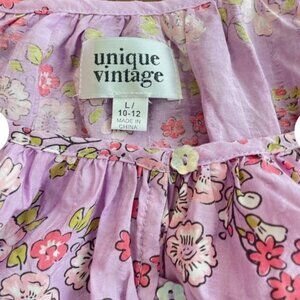 unique
vintage
L/
10-12
MADE IN
CHINA